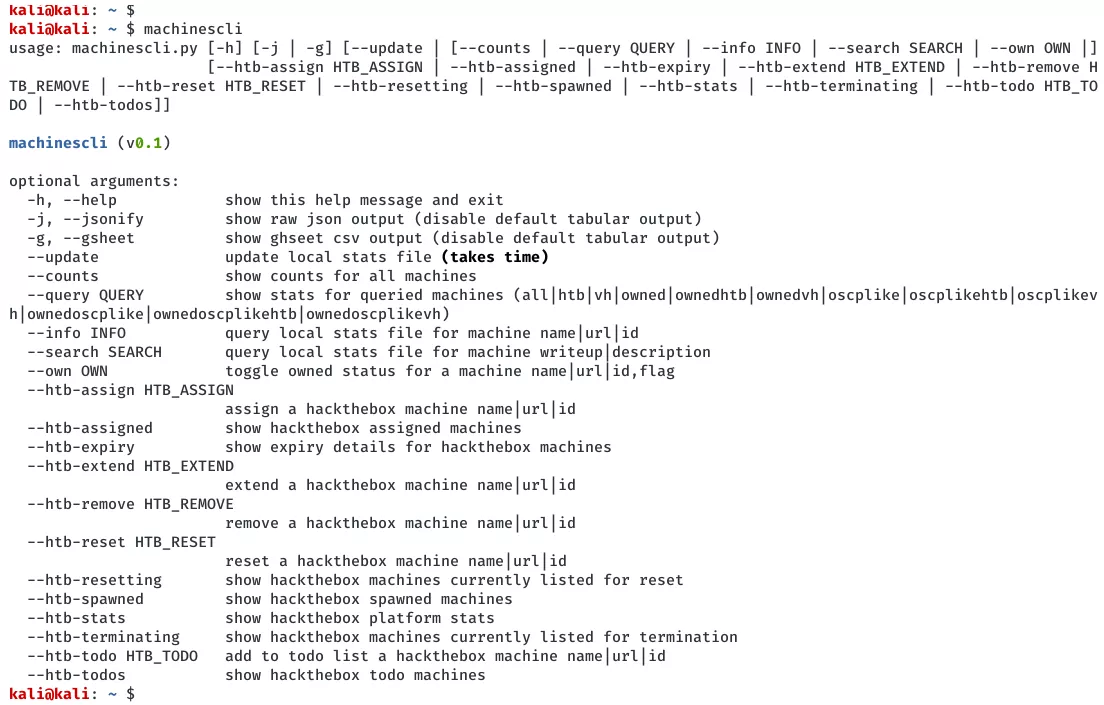 kali@kali: ~ $
kali@kali: ~ $ machinescli
usage: machinescli.py [-h] [-j | -g] [--update | [--counts | --query QUERY | --info INFO | --search SEARCH | --own OWN |]
                      [--htb-assign HTB_ASSIGN | --htb-assigned | --htb-expiry | --htb-extend HTB_EXTEND | --htb-remove H
TB_REMOVE | --htb-reset HTB_RESET | --htb-resetting | --htb-spawned | --htb-stats | --htb-terminating | --htb-todo HTB_TO
DO | --htb-todos]]

machinescli (v0.1)

optional arguments:
  -h, --help            show this help message and exit
  -j, --jsonify         show raw json output (disable default tabular output)
  -g, --gsheet          show ghseet csv output (disable default tabular output)
  --update              update local stats file (takes time)
  --counts              show counts for all machines
  --query QUERY         show stats for queried machines (all|htb|vh|owned|ownedhtb|ownedvh|oscplike|oscplikehtb|oscplikev
h|ownedoscplike|ownedoscplikehtb|ownedoscplikevh)
  --info INFO           query local stats file for machine name|url|id
  --search SEARCH       query local stats file for machine writeup|description
  --own OWN             toggle owned status for a machine name|url|id,flag
  --htb-assign HTB_ASSIGN
                        assign a hackthebox machine name|url|id
  --htb-assigned        show hackthebox assigned machines
  --htb-expiry          show expiry details for hackthebox machines
  --htb-extend HTB_EXTEND
                        extend a hackthebox machine name|url|id
  --htb-remove HTB_REMOVE
                        remove a hackthebox machine name|url|id
  --htb-reset HTB_RESET
                        reset a hackthebox machine name|url|id
  --htb-resetting       show hackthebox machines currently listed for reset
  --htb-spawned         show hackthebox spawned machines
  --htb-stats           show hackthebox platform stats
  --htb-terminating     show hackthebox machines currently listed for termination
  --htb-todo HTB_TODO   add to todo list a hackthebox machine name|url|id
  --htb-todos           show hackthebox todo machines
kali@kali: ~ $